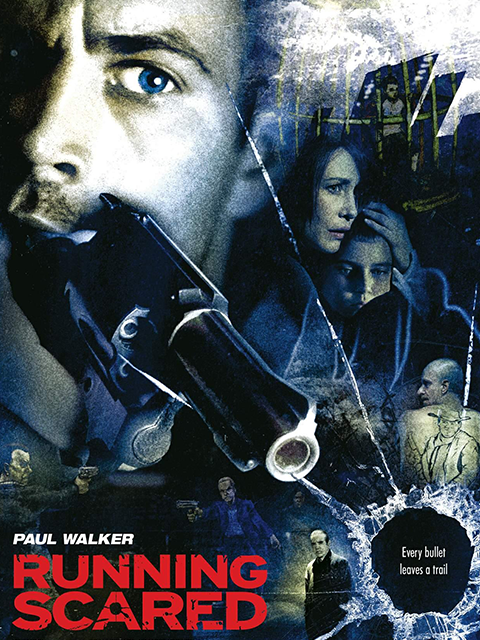 PAUL WALKER
RUNNING
SCARED
Every bullet
leaves a trail